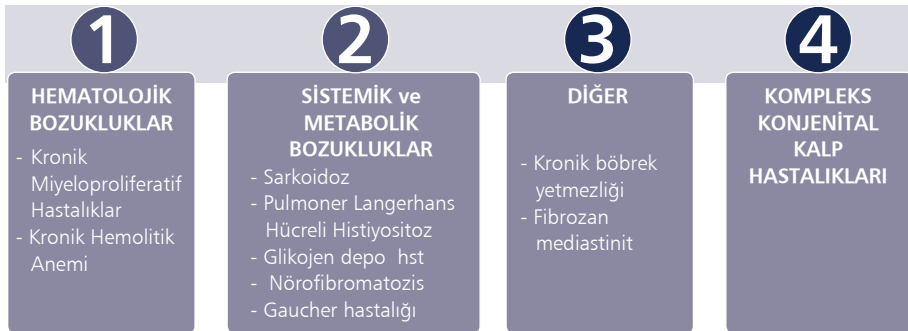 1
HEMATOLOJİK
BOZUKLUKLAR
- Kronik
Miyeloproliferatif
Hastalıklar
- Kronik Hemolitik
Anemi
2
SİSTEMİK ve
METABOLİK
BOZUKLUKLAR
- Sarkoidoz
- Pulmoner Langerhans
Hücreli Histiyositoz
- Glikojen depo hst
- Nörofibromatozis
- Gaucher hastalığı
3
DİĞER
- Kronik böbrek
yetmezliği
- Fibrozan
mediastinit
4
KOMPLEKS
KONJENİTAL
KALP
HASTALIKLARI